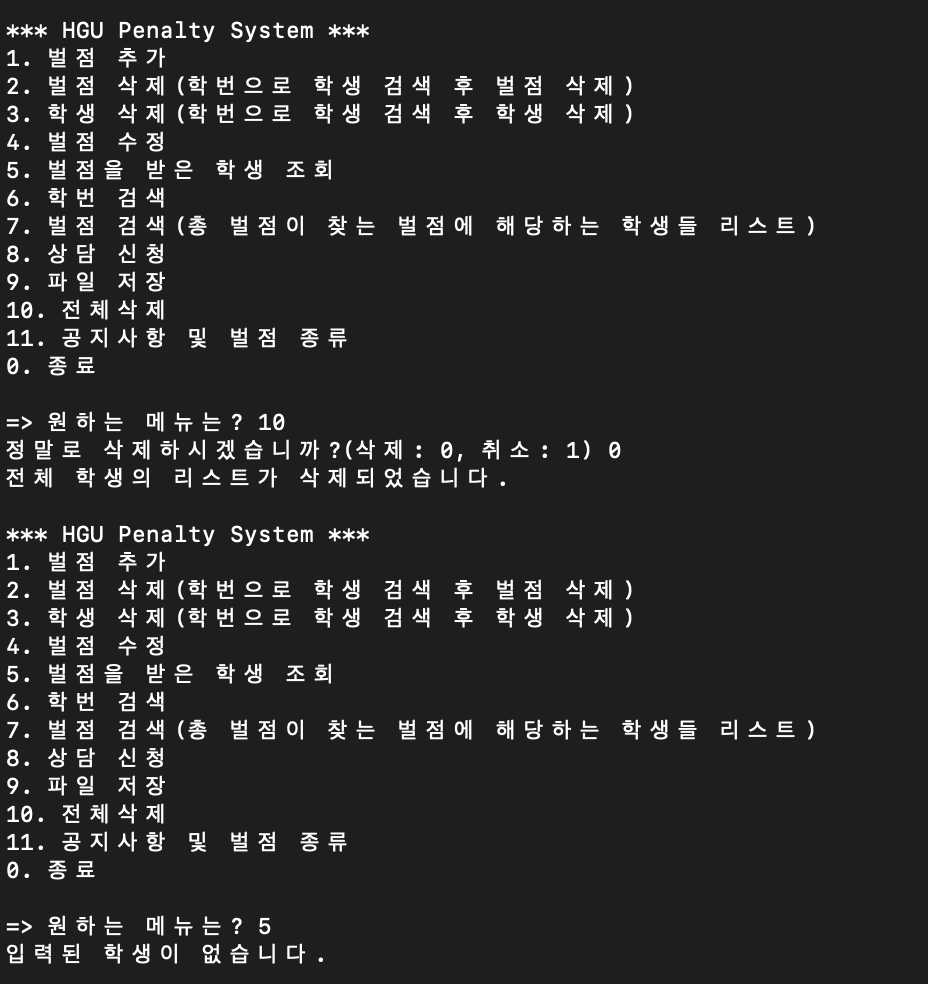 *** HGU Penalty System ***
1. 벌점 추가
2. 벌점 삭제(학번으로 학생 검색 후 벌점 삭제)
3. 학생 삭제(학번으로 학생 검색 후 학생 삭제)
4. 벌점 수정
5. 벌점을 받은 학생 조회
6. 학번 검색
7. 벌점 검색(총 벌점이 찾는 벌점에 해당하는 학생들 리스트)
8. 상담 신청
9. 파일 저장
10. 전체삭제
11. 공지사항 및 벌점 종류
0. 종료
=> 원하는 메뉴는? 10
정말로 삭제하시겠습니까?(삭제: 0, 취소: 1) 0
전체 학생의 리스트가 삭제되었습니다.
*** HGU Penalty System ***
1. 벌점 추가
2. 벌점 삭제(학번으로 학생 검색 후 벌점 삭제)
3. 학생 삭제(학번으로 학생 검색 후 학생 삭제)
4. 벌점 수정
5. 벌점을 받은 학생 조회
6. 학번 검색
7. 벌점 검색(총 벌점이 찾는 벌점에 해당하는 학생들 리스트)
8. 상담 신청
9. 파일 저장
10. 전체삭제
11. 공지사항 및 벌점 종류
0. 종료
=> 원하는 메뉴는? 5
입력된 학생이 없습니다.